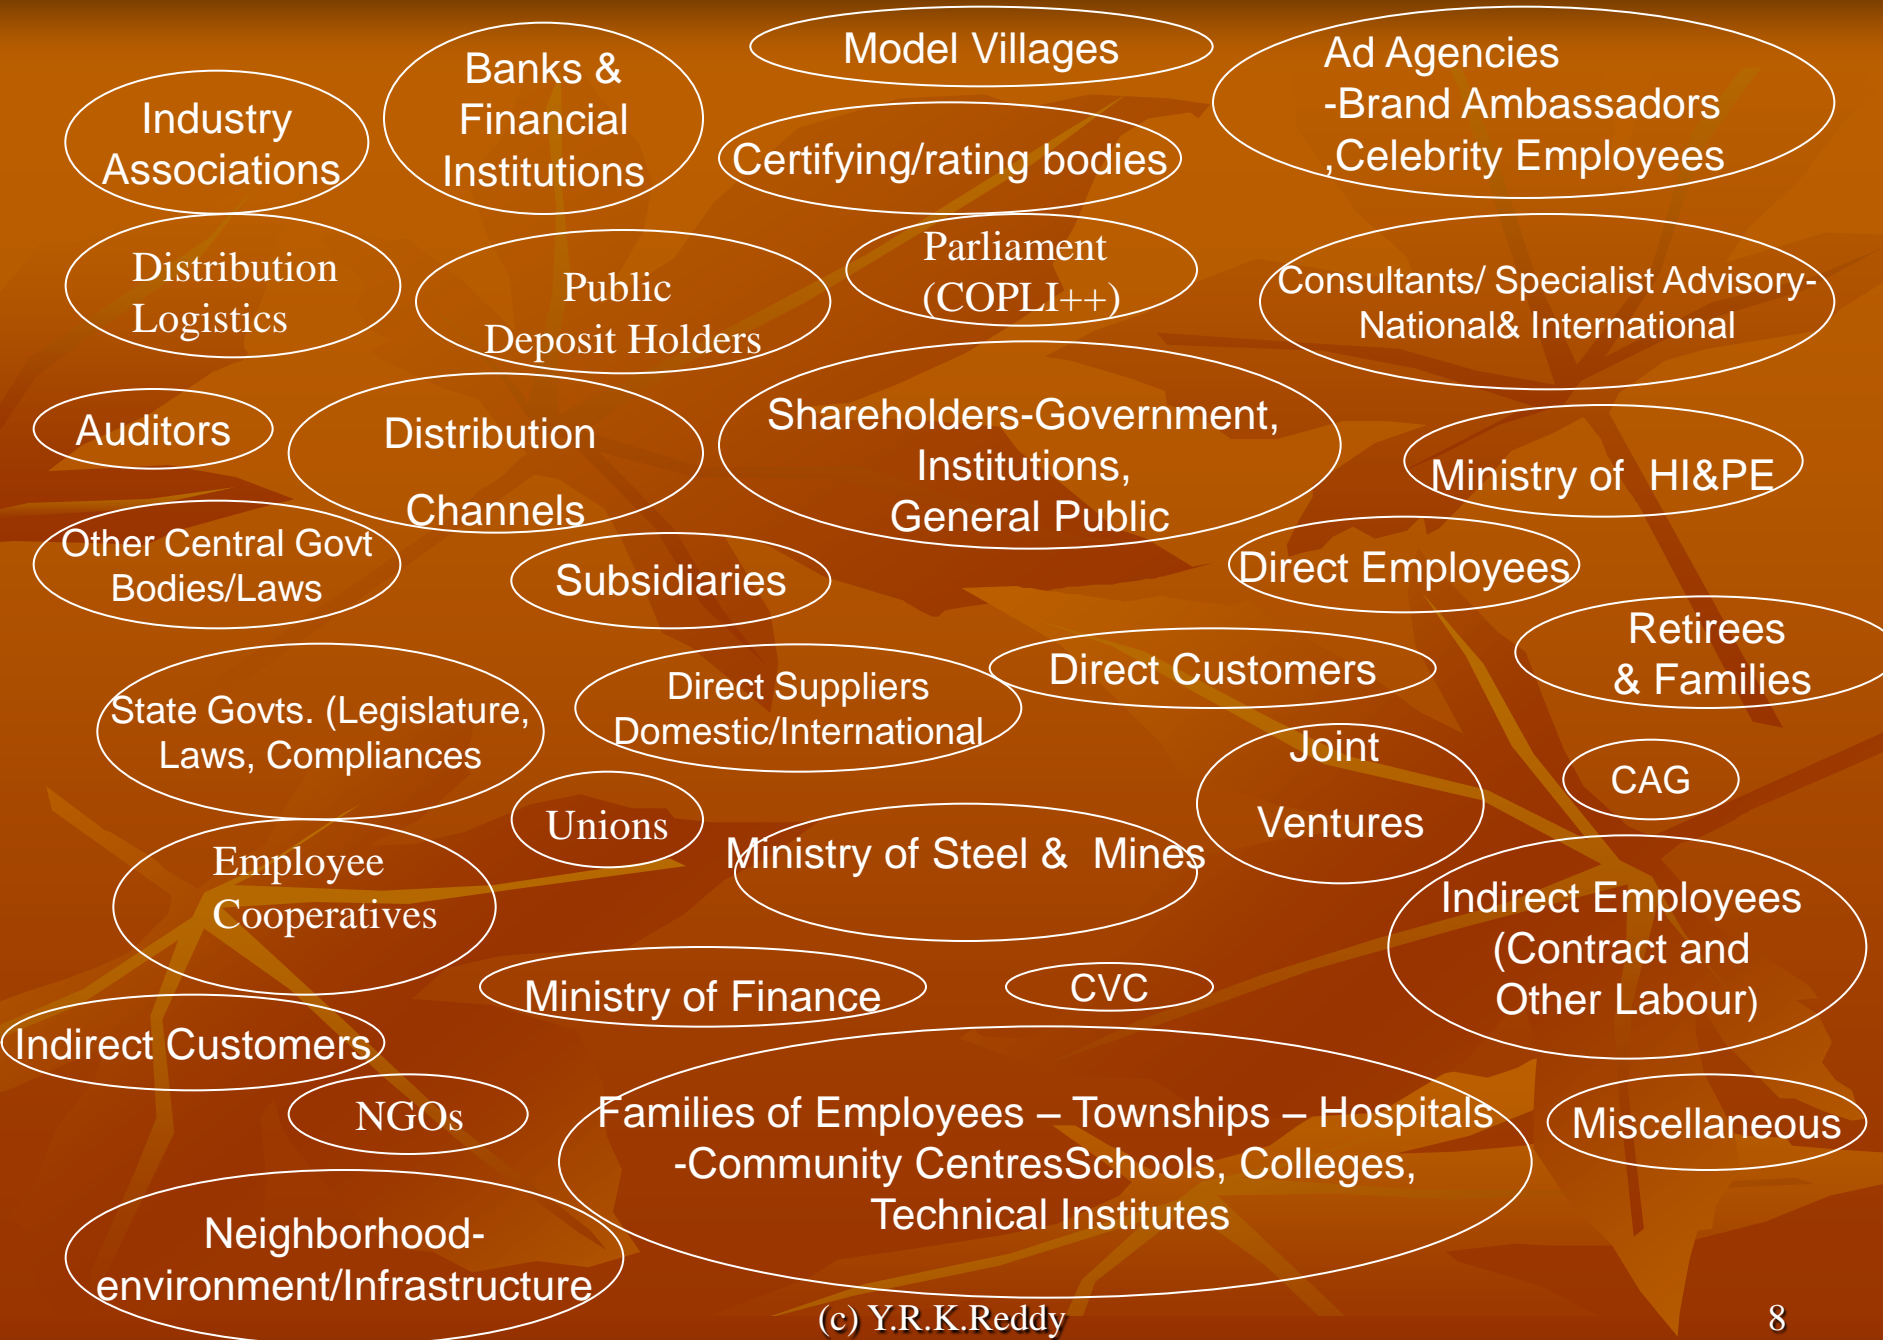 Model Villages
Ad Agencies
-Brand Ambassadors
,Celebrity Employees
Banks &
Financial
Institutions
Industry
Associations
Certifying/rating bodies
Distribution
Logistics
Public
Deposit Holders
Parliament
(COPLI++)
Consultants/ Specialist Advisory-
National& International
Auditors
Distribution
Channels
Shareholders-Government,
Institutions,
General Public
Ministry of  HI&PE
Other Central Govt
Bodies/Laws
Subsidiaries
Direct Employees
Retirees
& Families
State Govts. (Legislature,
Laws, Compliances
Direct Suppliers
Domestic/International
Direct Customers
Joint
Ventures
CAG
Unions
Ministry of Steel &  Mines
Employee
Cooperatives
Indirect Employees
(Contract and
Other Labour)
Ministry of Finance
CVC
Indirect Customers
NGOs
Families of Employees – Townships – Hospitals
-Community CentresSchools, Colleges,
Technical Institutes
Miscellaneous
Neighborhood-
environment/Infrastructure
(c) Y.R.K.Reddy
8